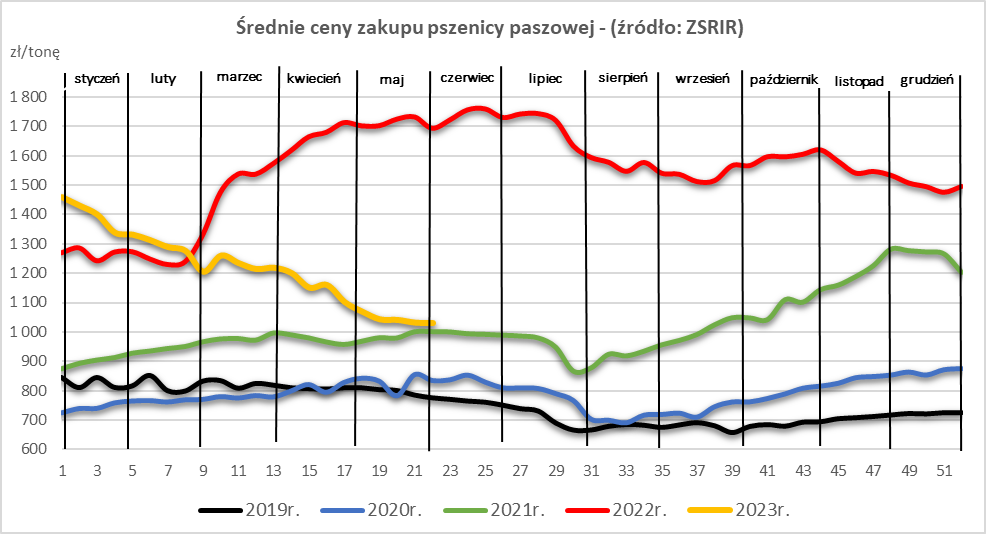 Średnie ceny zakupu pszenicy paszowej - (źródło: ZSRIR)
zł/tonę
styczeń luty marzec kwiecień maj czerwiec lipiec sierpień wrzesień październik listopad grudzień
1 800
1 700
1 600
1 500
1 400
1 300
1 200
1 100
1 000
900
800
700
600
1 3 5 7 9 11 13 15 17 19 21 23 25 27 29 31 33 35 37 39 41 43 45 47 49 51
2019r. 2020r. 2021r. 2022r. 2023r.